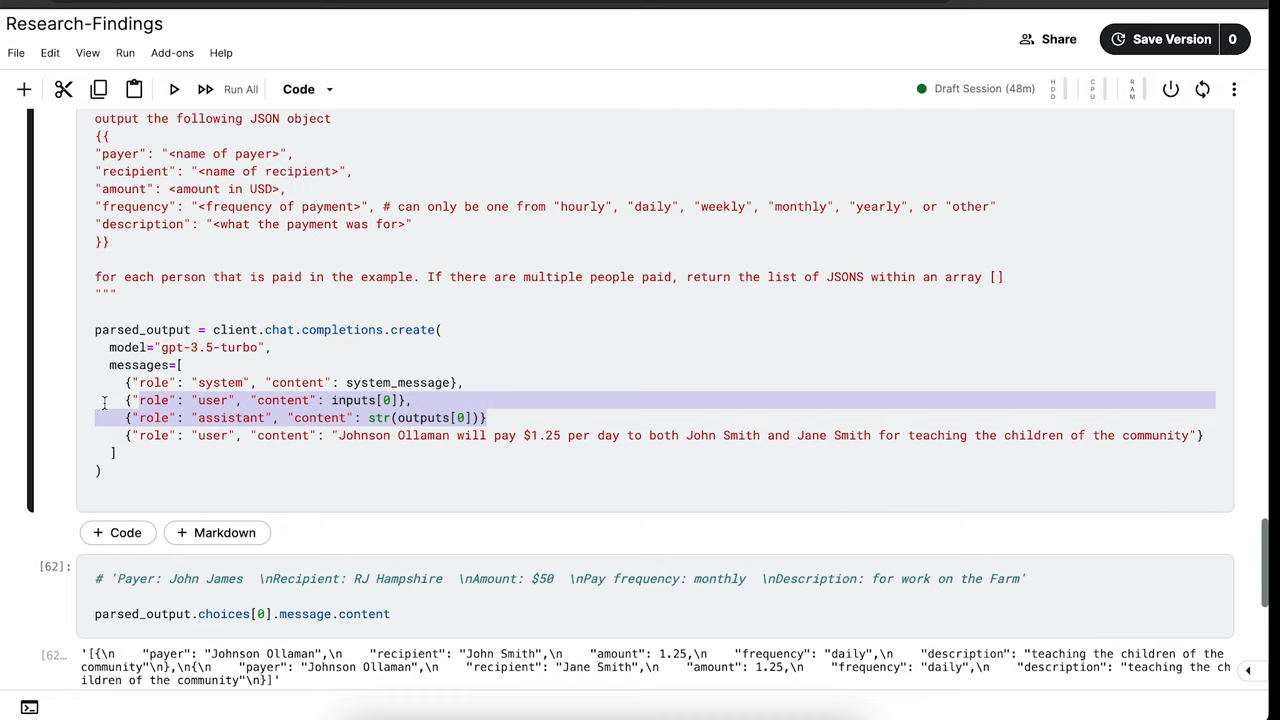 Research-Findings
File Edit View Run Add-ons Help
Share
Save Version 0
Run All Code
Draft Session (48m)
HDD
CPU
RAM
output the following JSON object
{{
"payer": "<name of payer>",
"recipient": "<name of recipient>",
"amount": <amount in USD>,
"frequency": "<frequency of payment>", # can only be one from "hourly", "daily", "weekly", "monthly", "yearly", or "other"
"description": "<what the payment was for>"
}}
for each person that is paid in the example. If there are multiple people paid, return the list of JSONS within an array []
"""
parsed_output = client.chat.completions.create(
model="gpt-3.5-turbo",
messages=[
{"role": "system", "content": system_message},
{"role": "user", "content": inputs[0]},
{"role": "assistant", "content": str(outputs[0])}
{"role": "user", "content": "Johnson Ollaman will pay $1.25 per day to both John Smith and Jane Smith for teaching the children of the community"}
]
)
+ Code + Markdown
[62]:
# 'Payer: John James  \nRecipient: RJ Hampshire  \nAmount: $50  \nPay frequency: monthly  \nDescription: for work on the Farm'
parsed_output.choices[0].message.content
[62…
'[{\n    "payer": "Johnson Ollaman",\n    "recipient": "John Smith",\n    "amount": 1.25,\n    "frequency": "daily",\n    "description": "teaching the children of the
community"\n},\n{\n    "payer": "Johnson Ollaman",\n    "recipient": "Jane Smith",\n    "amount": 1.25,\n    "frequency": "daily",\n    "description": "teaching the ch
ildren of the community"\n}]'